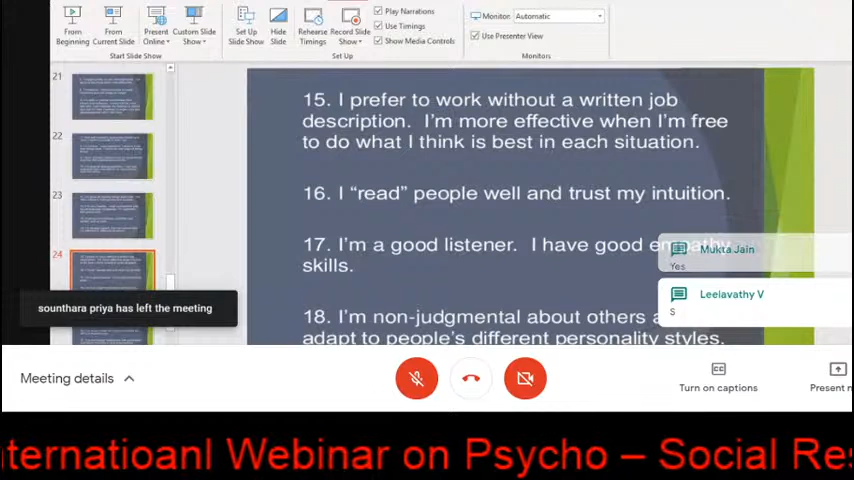 From Beginning
From Current Slide
Present Online
Custom Slide Show
Set Up Slide Show
Hide Slide
Rehearse Timings
Record Slide Show
Play Narrations
Use Timings
Show Media Controls
Monitor: Automatic
Use Presenter View
Start Slide Show
Set Up
Monitors
21
22
23
24
15. I prefer to work without a written job
description. I'm more effective when I'm free
to do what I think is best in each situation.
16. I “read” people well and trust my intuition.
17. I'm a good listener. I have good empathy
skills.
18. I'm non-judgmental about others a
adapt to people's different personality styles.
Mukta Jain
Yes
Leelavathy V
S
sounthara priya has left the meeting
Meeting details
Turn on captions
Present n
nternatioanl Webinar on Psycho – Social Res